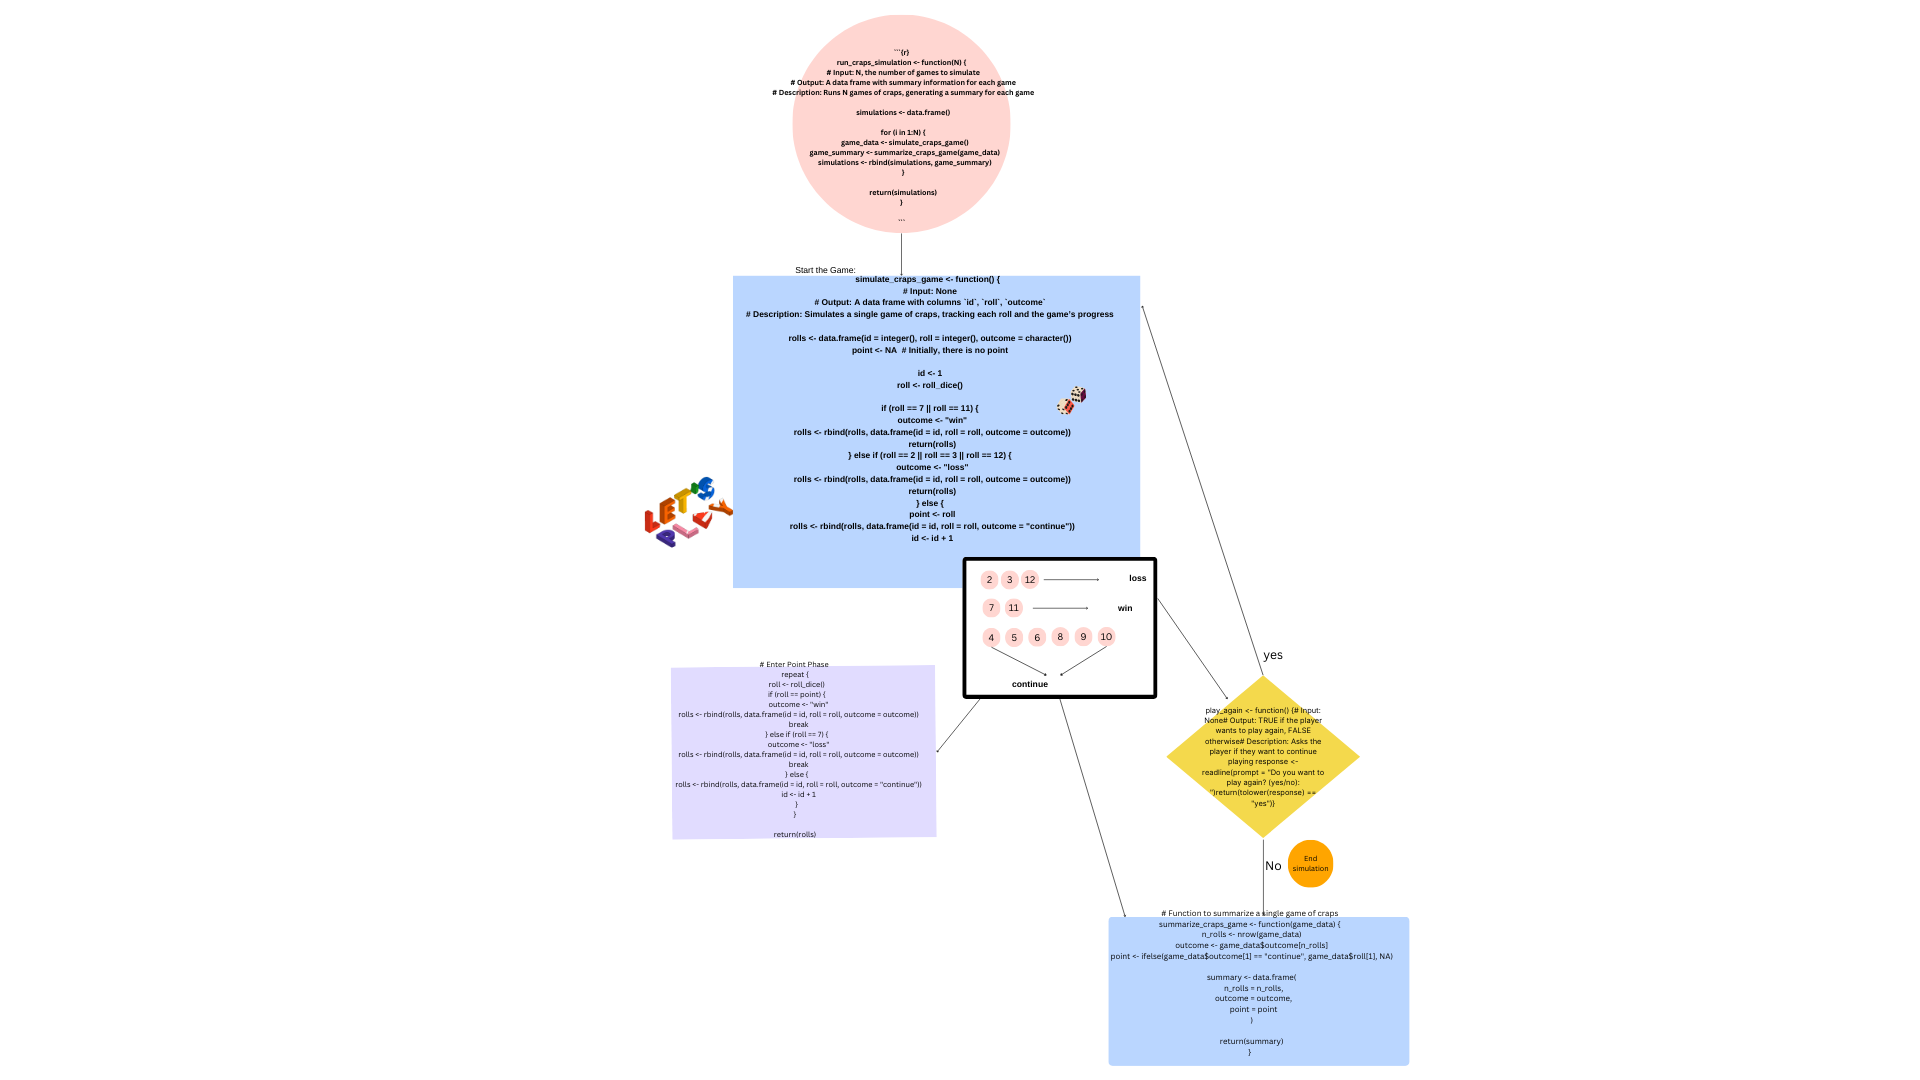 ```{r}
run_craps_simulation <- function(N) {
# Input: N, the number of games to simulate
# Output: A data frame with summary information for each game
# Description: Runs N games of craps, generating a summary for each game
simulations <- data.frame()
for (i in 1:N) {
game_data <- simulate_craps_game()
game_summary <- summarize_craps_game(game_data)
simulations <- rbind(simulations, game_summary)
}
return(simulations)
}
```
Start the Game:
simulate_craps_game <- function() {
# Input: None
# Output: A data frame with columns `id`, `roll`, `outcome`
# Description: Simulates a single game of craps, tracking each roll and the game's progress
rolls <- data.frame(id = integer(), roll = integer(), outcome = character())
point <- NA  # Initially, there is no point
id <- 1
roll <- roll_dice()
if (roll == 7 || roll == 11) {
outcome <- "win"
rolls <- rbind(rolls, data.frame(id = id, roll = roll, outcome = outcome))
return(rolls)
} else if (roll == 2 || roll == 3 || roll == 12) {
outcome <- "loss"
rolls <- rbind(rolls, data.frame(id = id, roll = roll, outcome = outcome))
return(rolls)
} else {
point <- roll
rolls <- rbind(rolls, data.frame(id = id, roll = roll, outcome = "continue"))
id <- id + 1
LET'S
PLAY
2 3 12 loss
7 11 win
4 5 6 8 9 10
continue
# Enter Point Phase
repeat {
roll <- roll_dice()
if (roll == point) {
outcome <- "win"
rolls <- rbind(rolls, data.frame(id = id, roll = roll, outcome = outcome))
break
} else if (roll == 7) {
outcome <- "loss"
rolls <- rbind(rolls, data.frame(id = id, roll = roll, outcome = outcome))
break
} else {
rolls <- rbind(rolls, data.frame(id = id, roll = roll, outcome = "continue"))
id <- id + 1
}
}
return(rolls)
yes
play_again <- function() {# Input:
None# Output: TRUE if the player
wants to play again, FALSE
otherwise# Description: Asks the
player if they want to continue
playing response <-
readline(prompt = "Do you want to
play again? (yes/no):
")return(tolower(response) ==
"yes")}
No
End
simulation
# Function to summarize a single game of craps
summarize_craps_game <- function(game_data) {
n_rolls <- nrow(game_data)
outcome <- game_data$outcome[n_rolls]
point <- ifelse(game_data$outcome[1] == "continue", game_data$roll[1], NA)
summary <- data.frame(
n_rolls = n_rolls,
outcome = outcome,
point = point
)
return(summary)
}